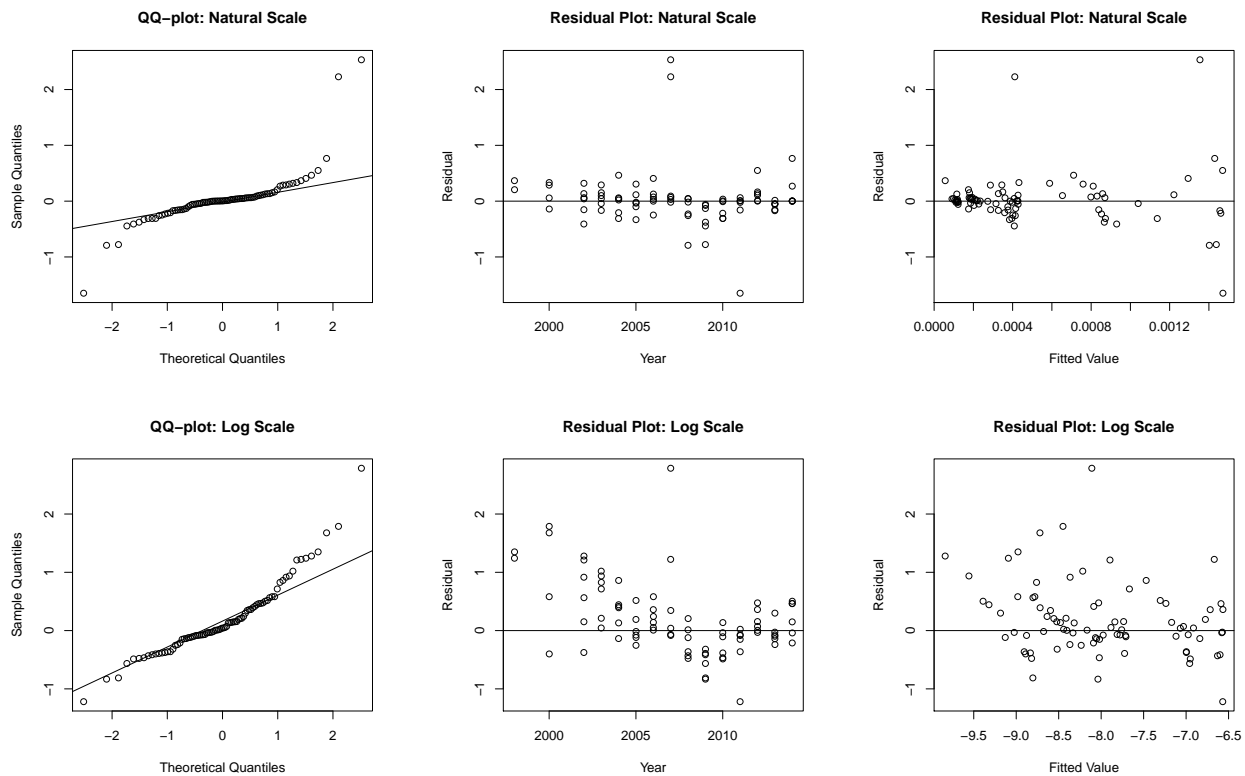 QQ−plot: Natural Scale
Sample Quantiles
2
1
0
−1
−2 −1 0 1 2
Theoretical Quantiles
Residual Plot: Natural Scale
Residual
2
1
0
−1
2000 2005 2010
Year
Residual Plot: Natural Scale
Residual
2
1
0
−1
0.0000 0.0004 0.0008 0.0012
Fitted Value
QQ−plot: Log Scale
Sample Quantiles
2
1
0
−1
−2 −1 0 1 2
Theoretical Quantiles
Residual Plot: Log Scale
Residual
2
1
0
−1
2000 2005 2010
Year
Residual Plot: Log Scale
Residual
2
1
0
−1
−9.5 −9.0 −8.5 −8.0 −7.5 −7.0 −6.5
Fitted Value